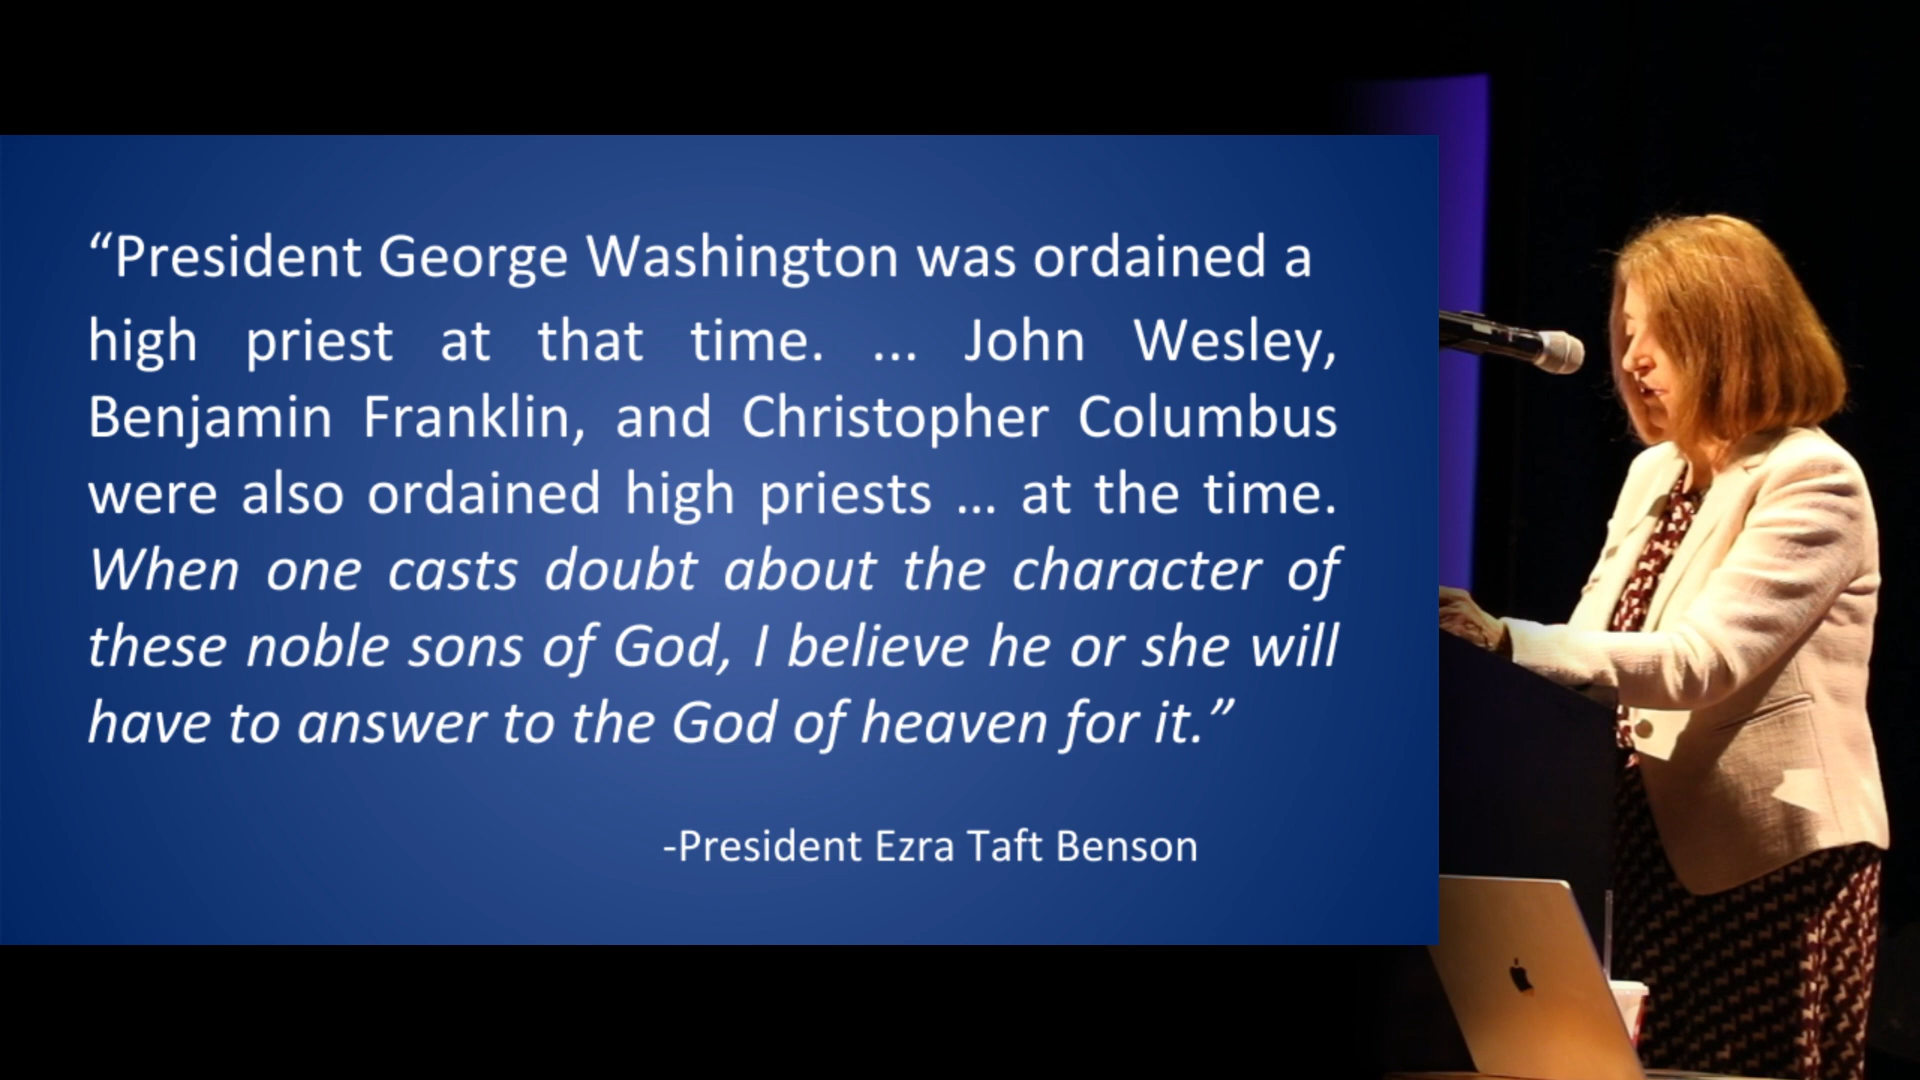 “President George Washington was ordained a
high priest at that time. ... John Wesley,
Benjamin Franklin, and Christopher Columbus
were also ordained high priests ... at the time.
When one casts doubt about the character of
these noble sons of God, I believe he or she will
have to answer to the God of heaven for it.”
-President Ezra Taft Benson